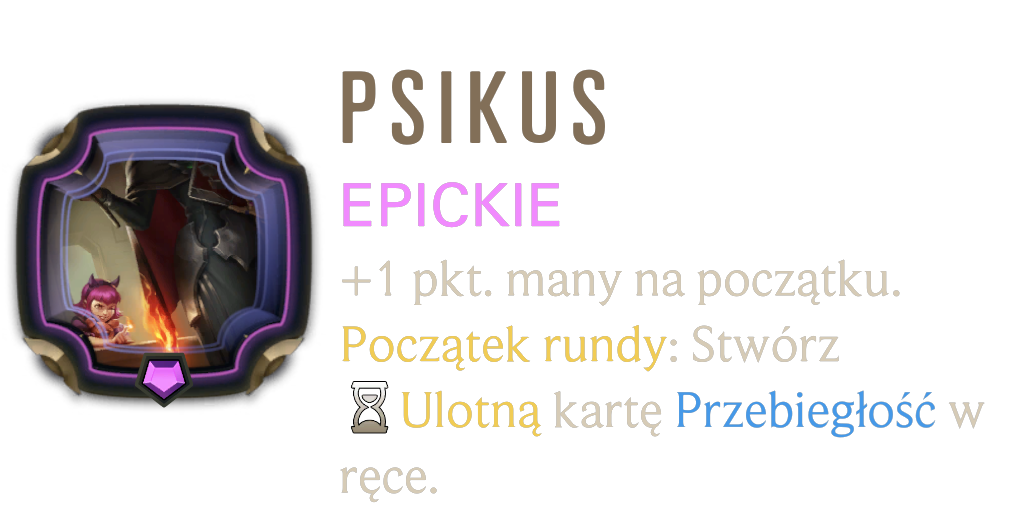 PSIKUS
EPICKIE
+1 pkt. many na początku.
Początek rundy: Stwórz
Ulotną kartę Przebiegłość w
ręce.